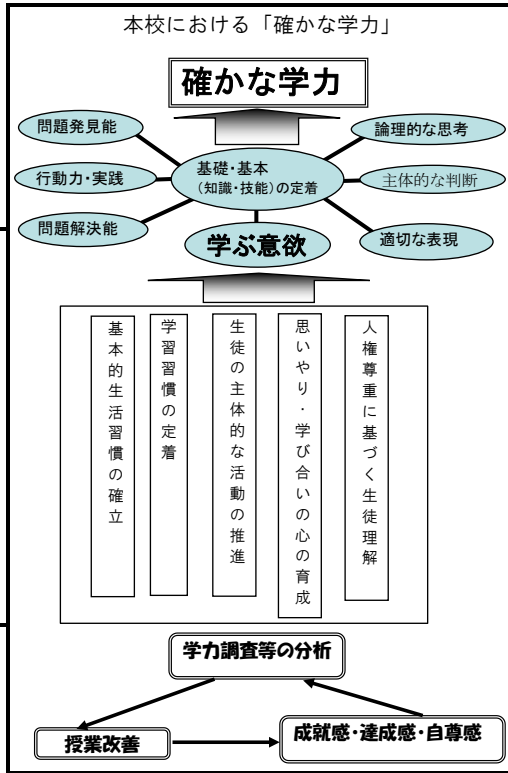 本校における「確かな学力」
確かな学力
問題発見能
論理的な思考
基礎・基本
(知識・技能)の定着
行動力・実践
主体的な判断
問題解決能
学ぶ意欲
適切な表現
基本的生活習慣の確立
学習習慣の定着
生徒の主体的な活動の推進
思いやり・学び合いの心の育成
人権尊重に基づく生徒理解
学力調査等の分析
授業改善
成就感・達成感・自尊感